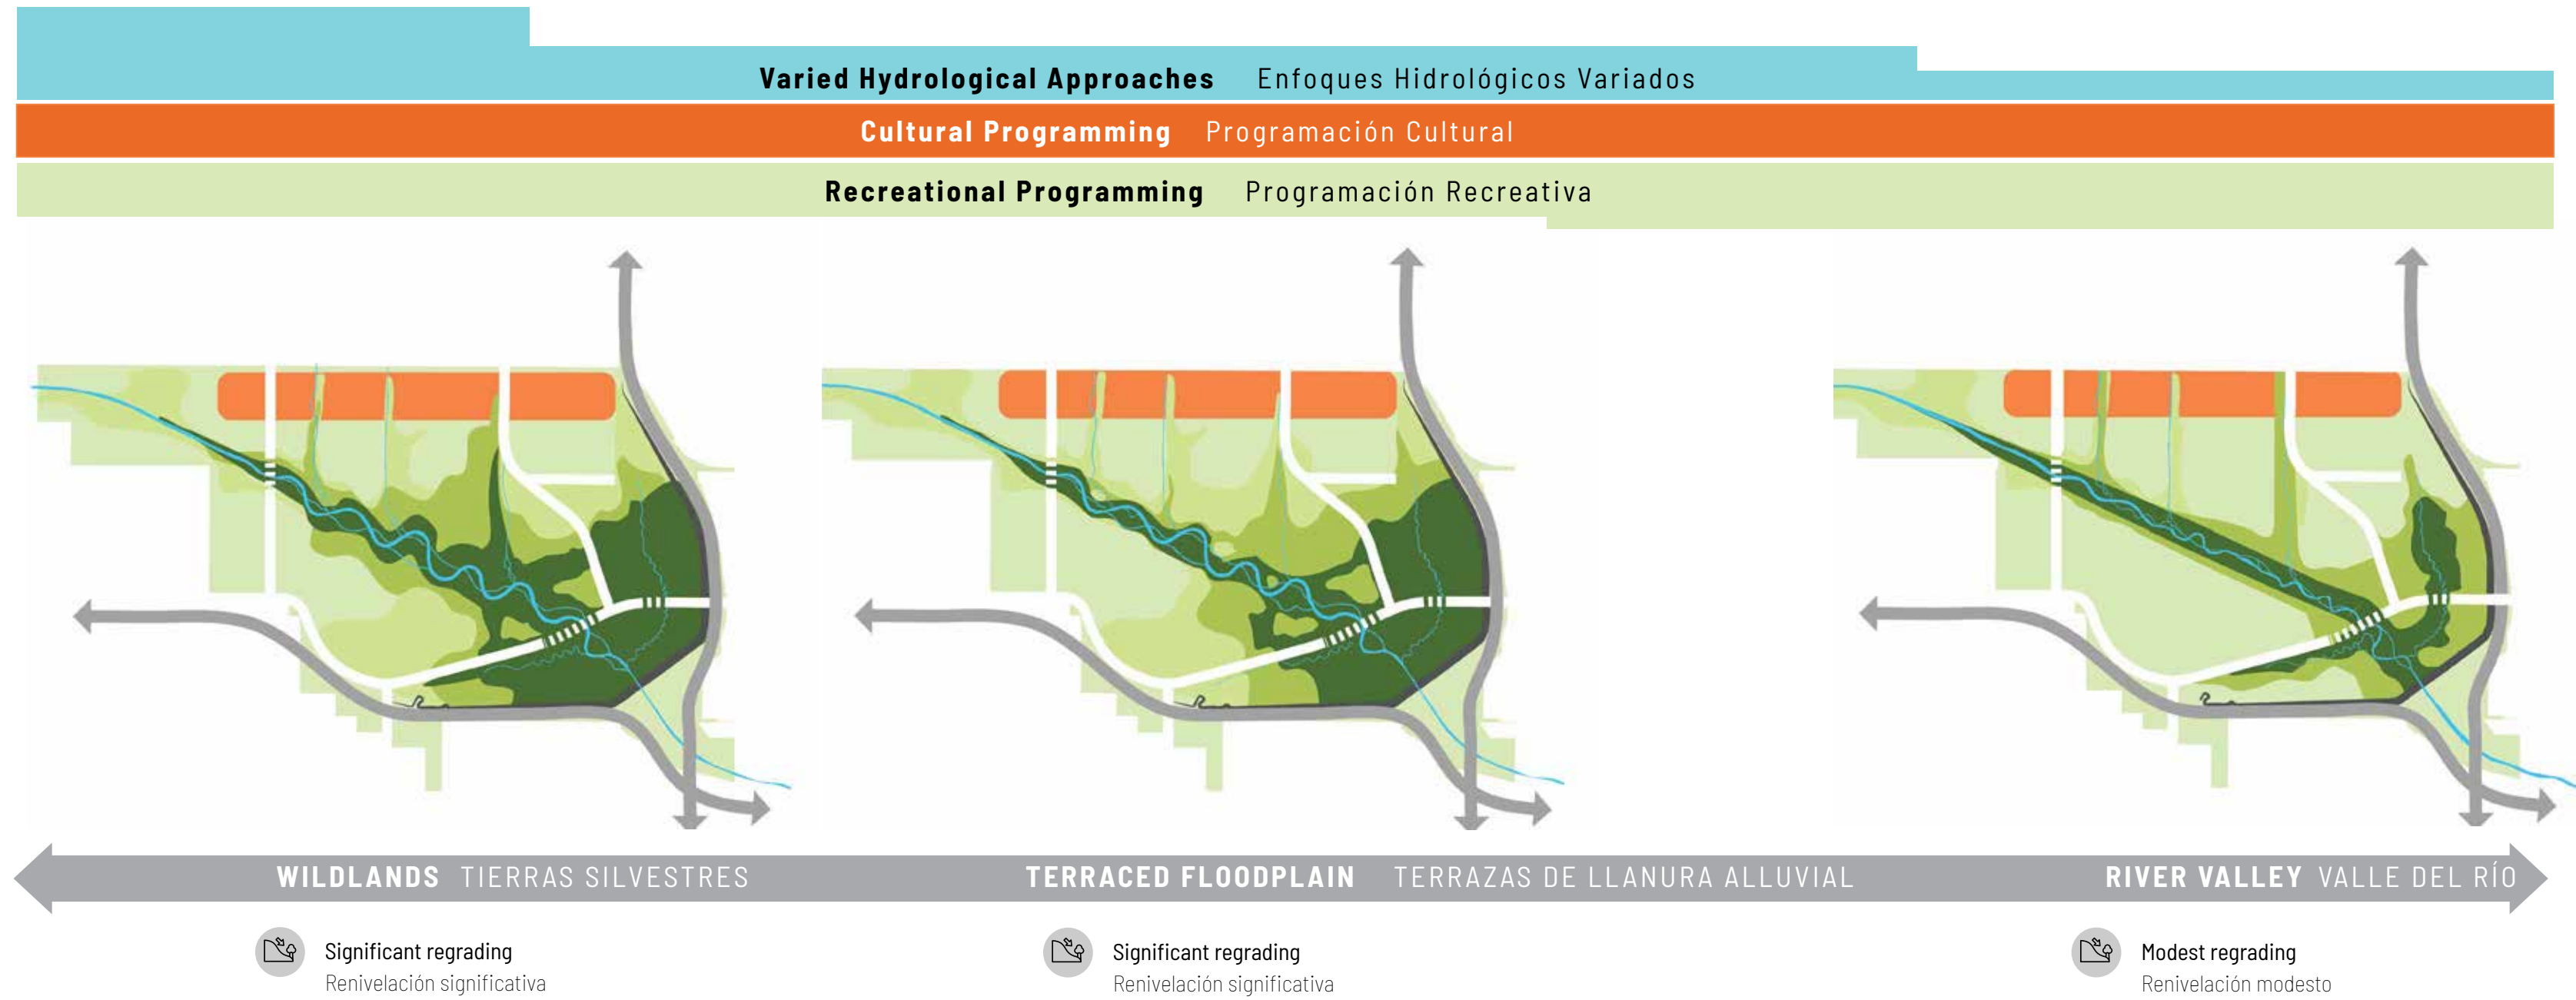 Varied Hydrological Approaches Enfoques Hidrológicos Variados
Cultural Programming Programación Cultural
Recreational Programming Programación Recreativa
WILDLANDS TIERRAS SILVESTRES
TERRACED FLOODPLAIN TERRAZAS DE LLANURA ALLUVIAL
RIVER VALLEY VALLE DEL RÍO
Significant regrading
Renivelación significativa
Significant regrading
Renivelación significativa
Modest regrading
Renivelación modesto